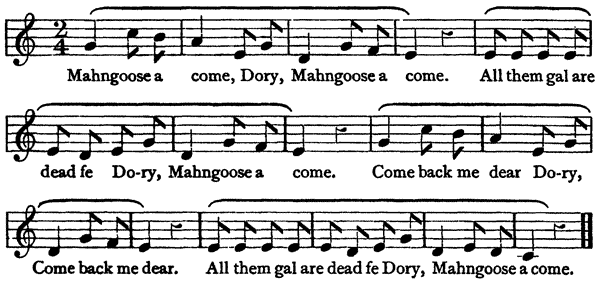 2
4
Mahngoose a come, Dory, Mahngoose a come. All them gal are
dead fe Do-ry, Mahngoose a come. Come back me dear Do-ry,
Come back me dear. All them gal are dead fe Dory, Mahngoose a come.